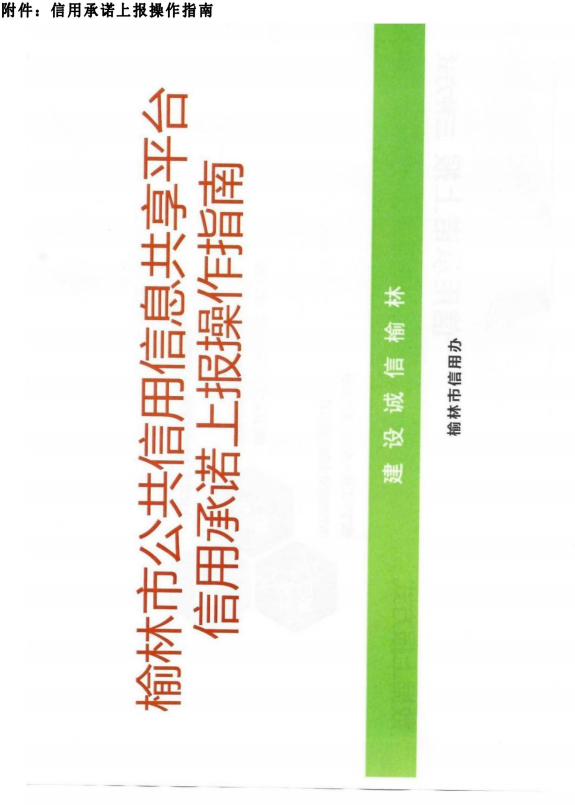 附件：信用承诺上报操作指南
榆林市公共信用信息共享平台
信用承诺上报操作指南
建设诚信榆林
榆林市信用办